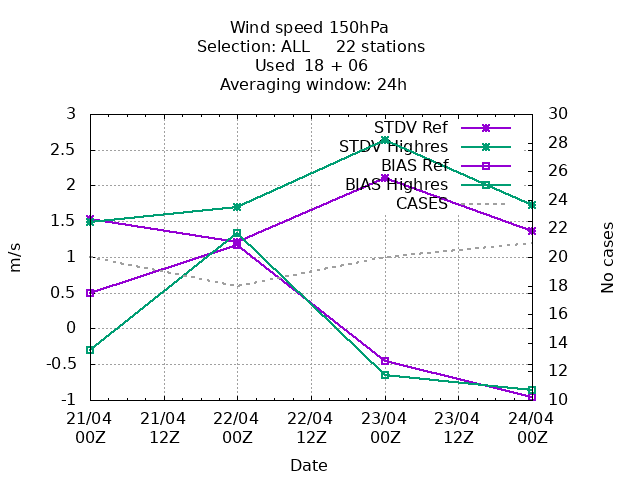 Wind speed 150hPa
Selection: ALL     22 stations
Used  18 + 06
Averaging window: 24h
3 30
STDV Ref
28
STDV Highres
2.5
26
BIAS Ref
2
BIAS Highres
24
CASES
1.5 22
m/s
1 20
No cases
0.5 18
16
0
14
-0.5 12
-1 10
21/04 21/04 22/04 22/04 23/04 23/04 24/04
00Z 12Z 00Z 12Z 00Z 12Z 00Z
Date